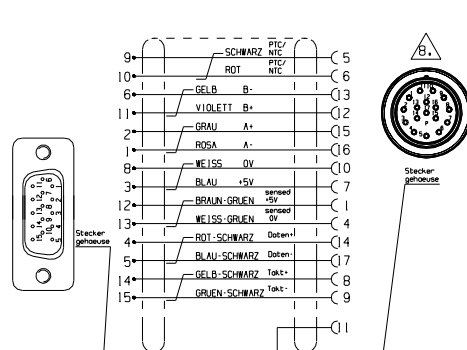 9 SCHWARZ PTC/ NTC 5
10 ROT PTC/ NTC 6
6 GELB B- 13
11 VIOLETT B+ 12
2 GRAU A+ 15
1 ROSA A- 16
8 WEISS 0V 10
3 BLAU +5V 7
12 BRAUN-GRUEN sensed +5V 1
13 WEISS-GRUEN sensed 0V 4
4 ROT-SCHWARZ Daten+ 14
5 BLAU-SCHWARZ Daten- 17
14 GELB-SCHWARZ Takt+ 8
15 GRUEN-SCHWARZ Takt- 9
11
8.
Stecker
gehaeuse
Stecker
gehaeuse